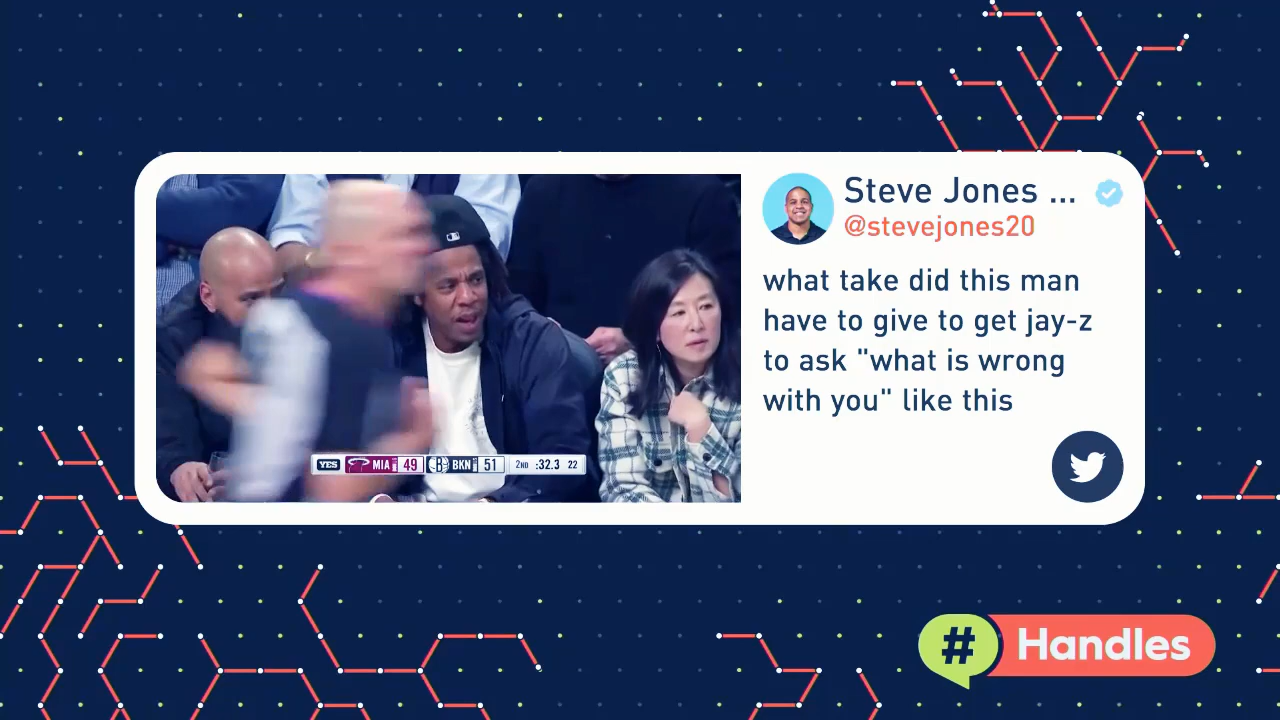 Steve Jones ...
@stevejones20
what take did this man
have to give to get jay-z
to ask "what is wrong
with you" like this
YES MIA 49 BKN 51 2ND :32.3 22
# Handles